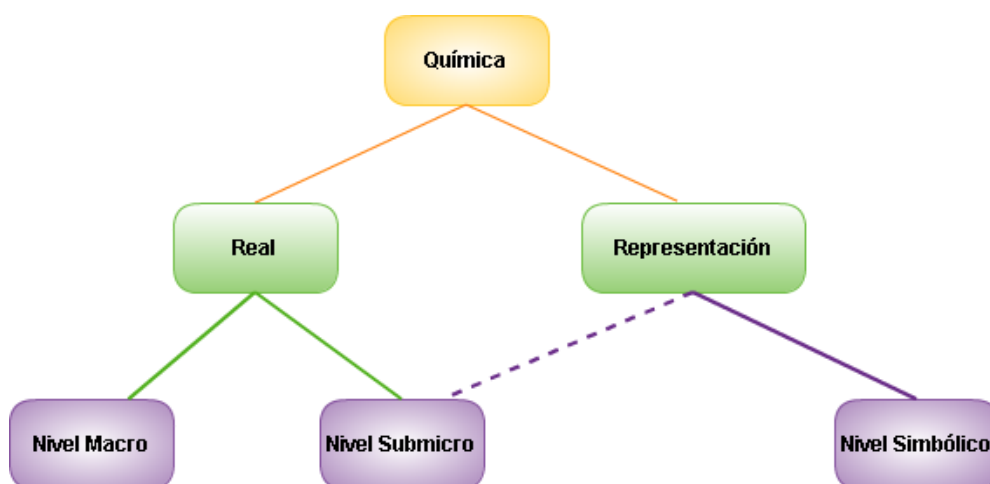 Química
Real
Representación
Nivel Macro
Nivel Submicro
Nivel Simbólico